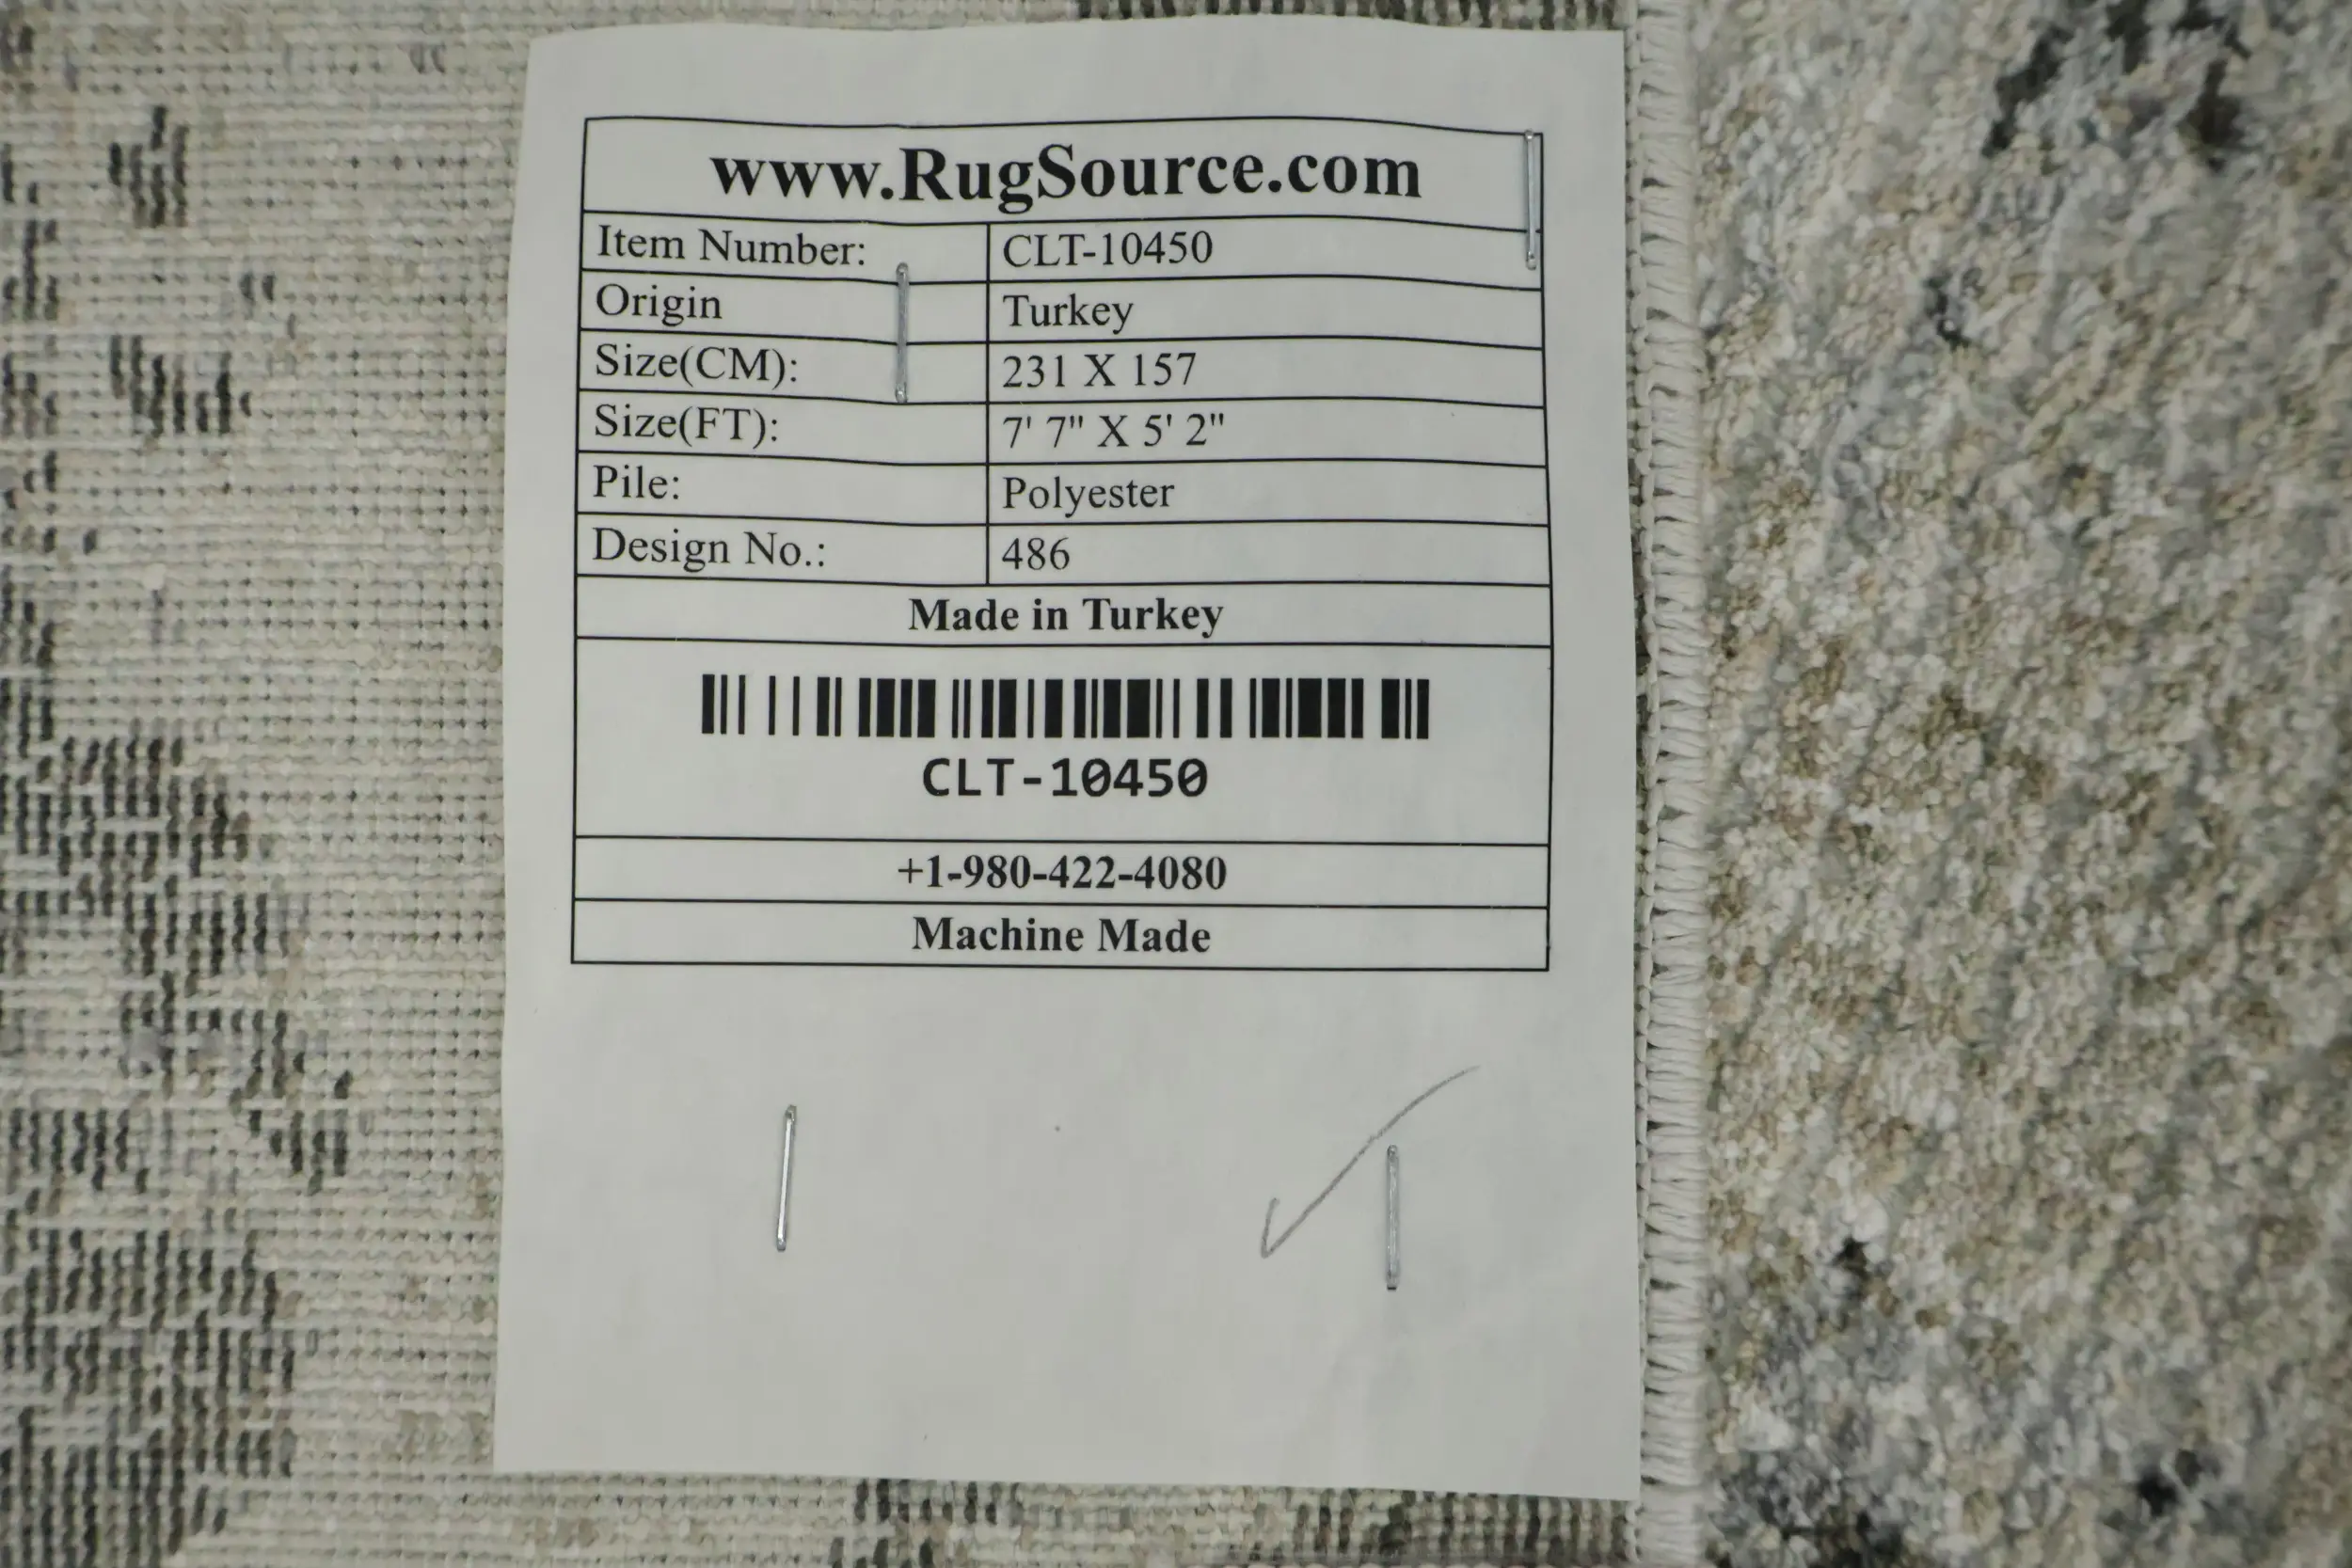 www.RugSource.com
Item Number: CLT-10450
Origin Turkey
Size(CM): 231 X 157
Size(FT): 7' 7" X 5' 2"
Pile: Polyester
Design No.: 486
Made in Turkey
CLT-10450
+1-980-422-4080
Machine Made